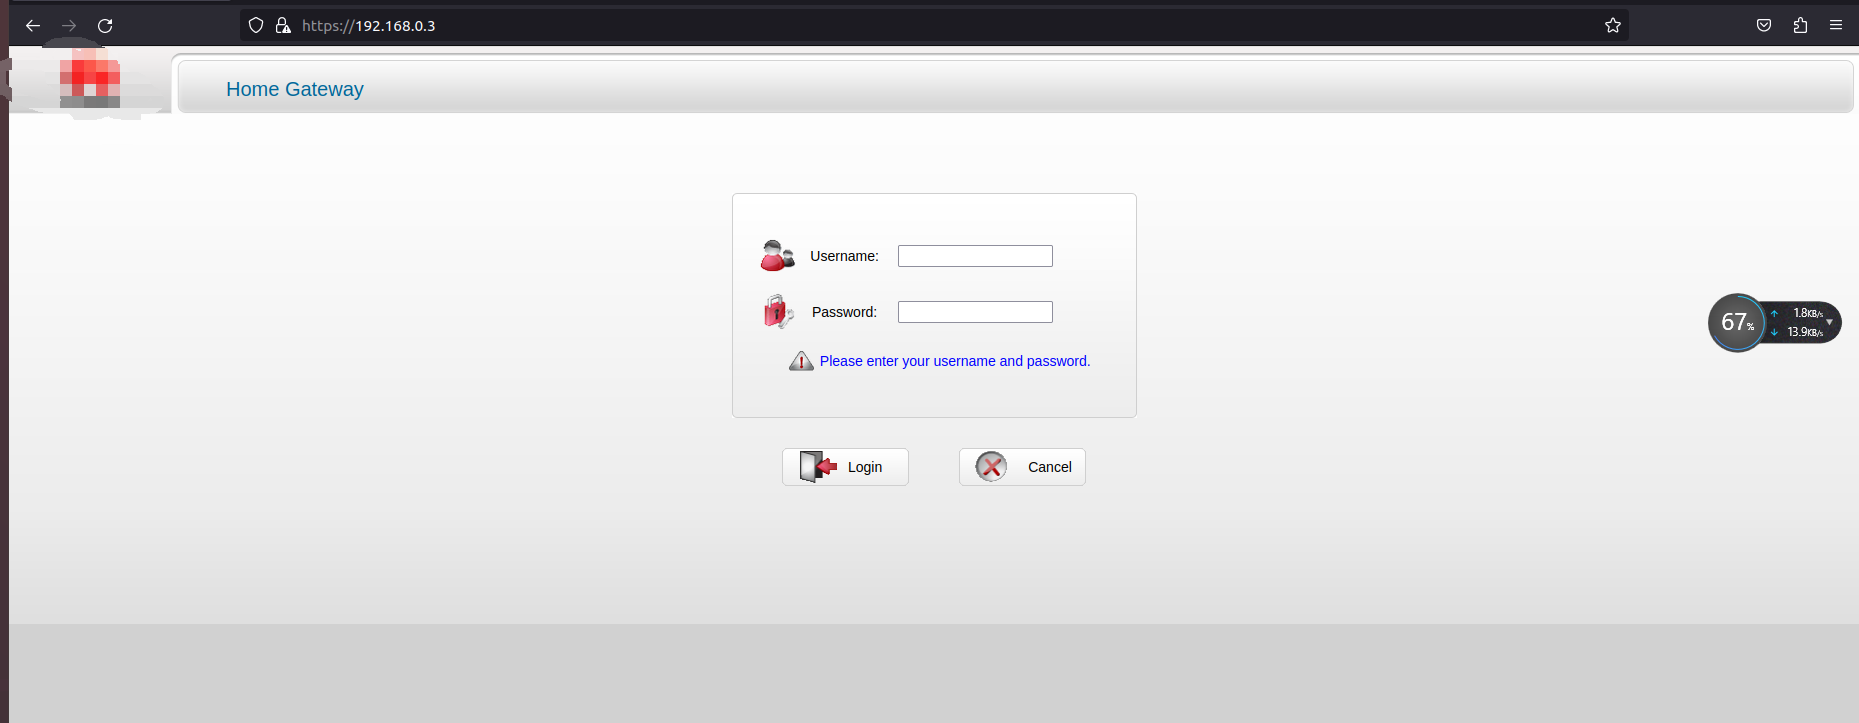 https://192.168.0.3
Home Gateway
Username:
Password:
Please enter your username and password.
Login
Cancel
67%
1.8KB/s
13.9KB/s